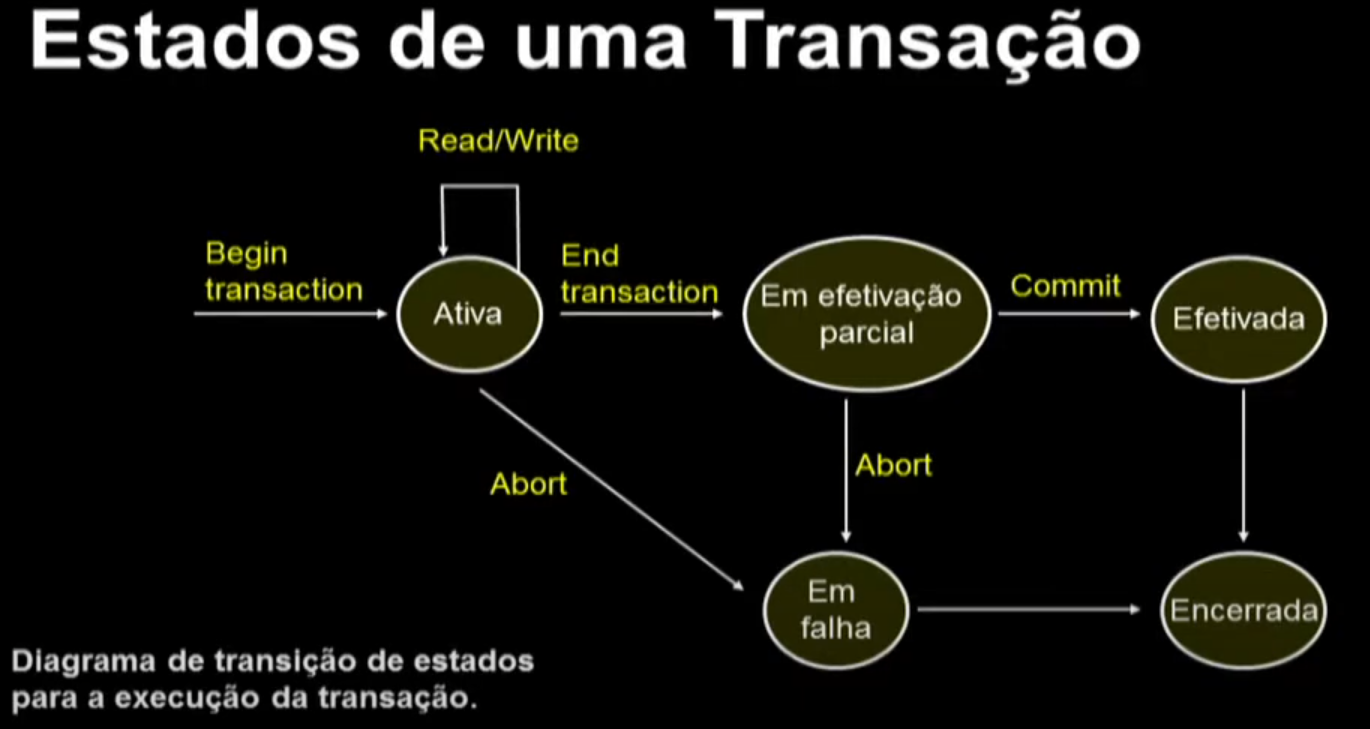 Estados de uma Transação
Read/Write
Begin
transaction
Ativa
End
transaction
Em efetivação
parcial
Commit
Efetivada
Abort
Abort
Em
falha
Encerrada
Diagrama de transição de estados
para a execução da transação.